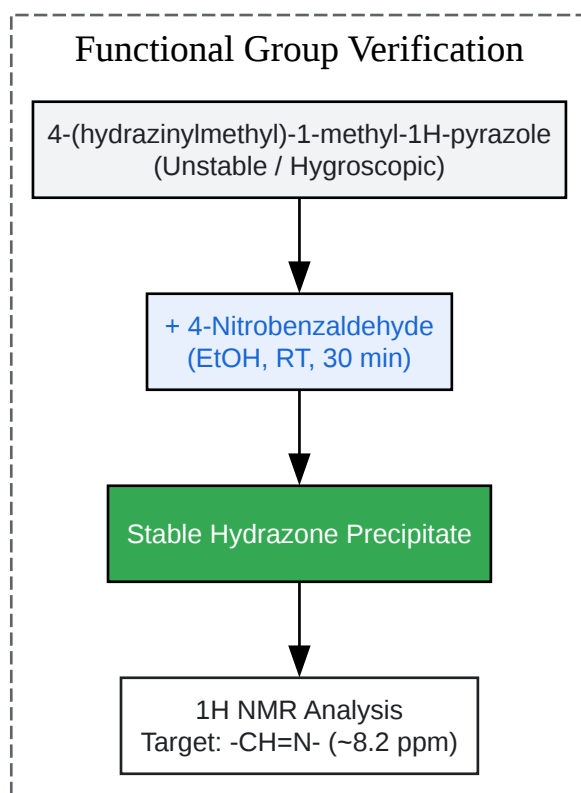 Functional Group Verification
4-(hydrazinylmethyl)-1-methyl-1H-pyrazole
(Unstable / Hygroscopic)
+ 4-Nitrobenzaldehyde
(EtOH, RT, 30 min)
Stable Hydrazone Precipitate
1H NMR Analysis
Target: -CH=N- (~8.2 ppm)